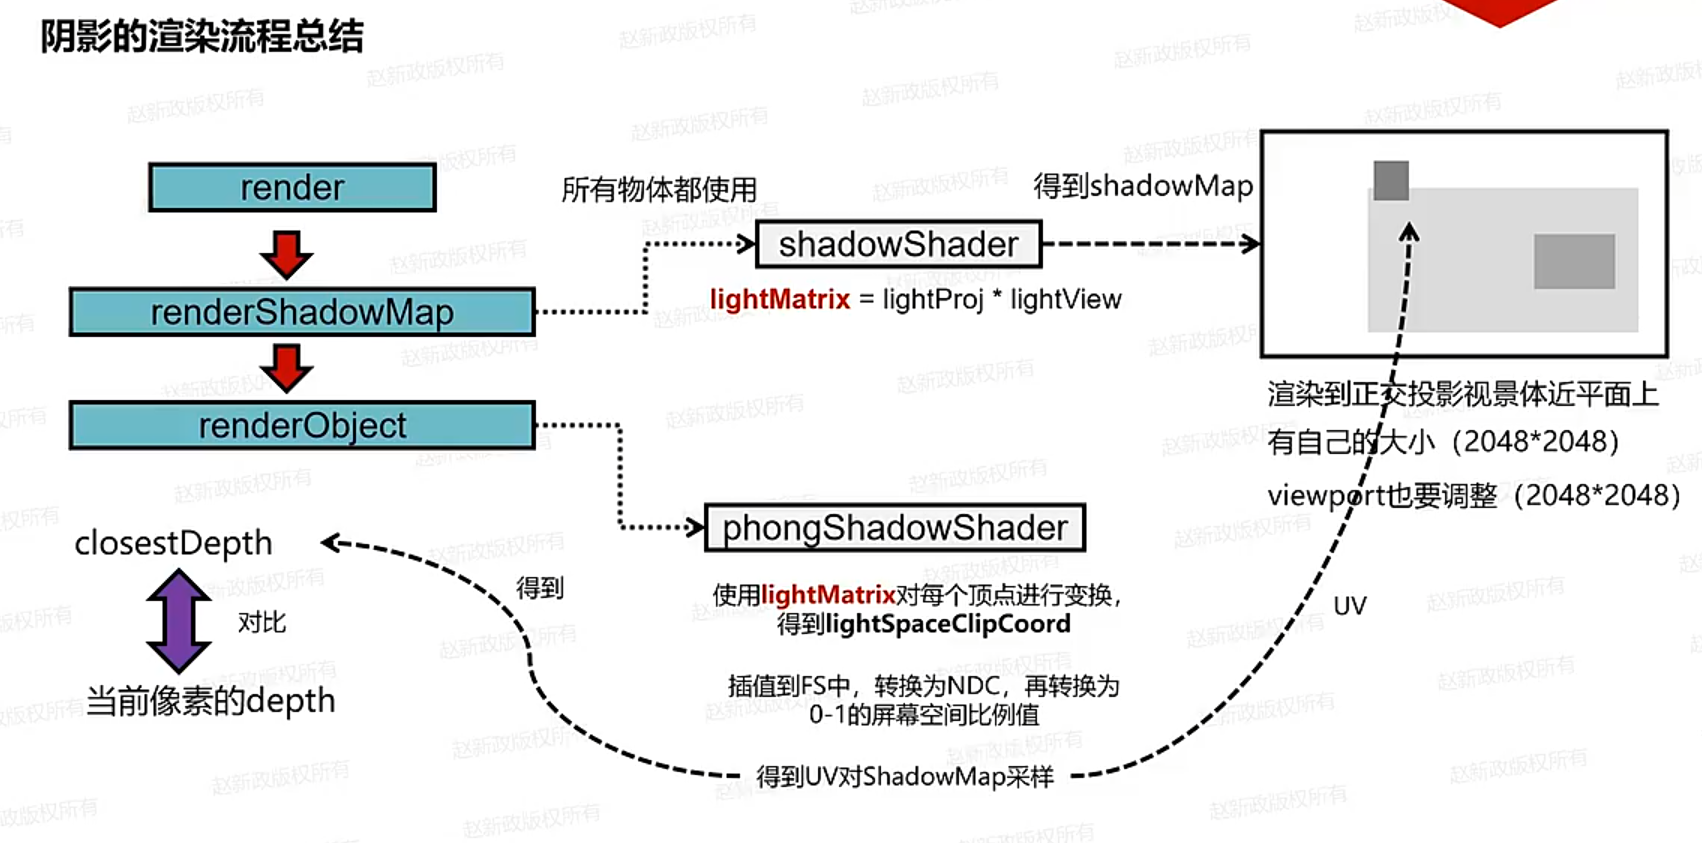 阴影的渲染流程总结
render
renderShadowMap
renderObject
所有物体都使用
shadowShader
lightMatrix = lightProj * lightView
得到shadowMap
渲染到正交投影视景体近平面上
有自己的大小（2048*2048）
viewport也要调整（2048*2048）
phongShadowShader
使用lightMatrix对每个顶点进行变换，
得到lightSpaceClipCoord
插值到FS中，转换为NDC，再转换为
0-1的屏幕空间比例值
得到UV对ShadowMap采样
UV
得到
closestDepth
对比
当前像素的depth
赵新政版权所有